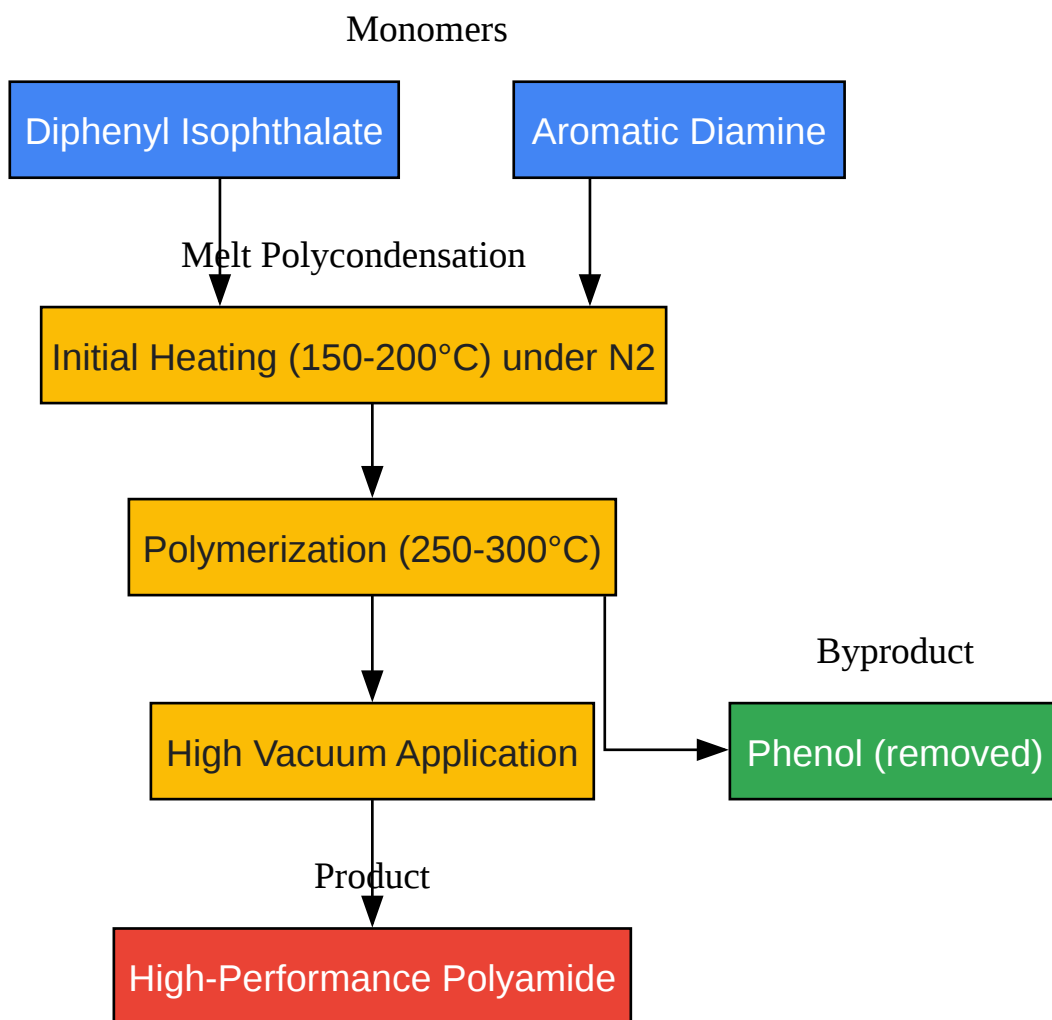 Monomers
Diphenyl Isophthalate
Aromatic Diamine
Melt Polycondensation
Initial Heating (150-200°C) under N2
Polymerization (250-300°C)
Byproduct
High Vacuum Application
Phenol (removed)
Product
High-Performance Polyamide